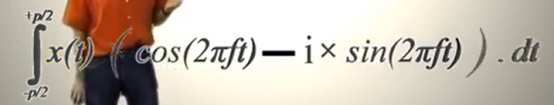 +p/2
∫x(t) ( cos(2πft) — i × sin(2πft) ) . dt
-p/2